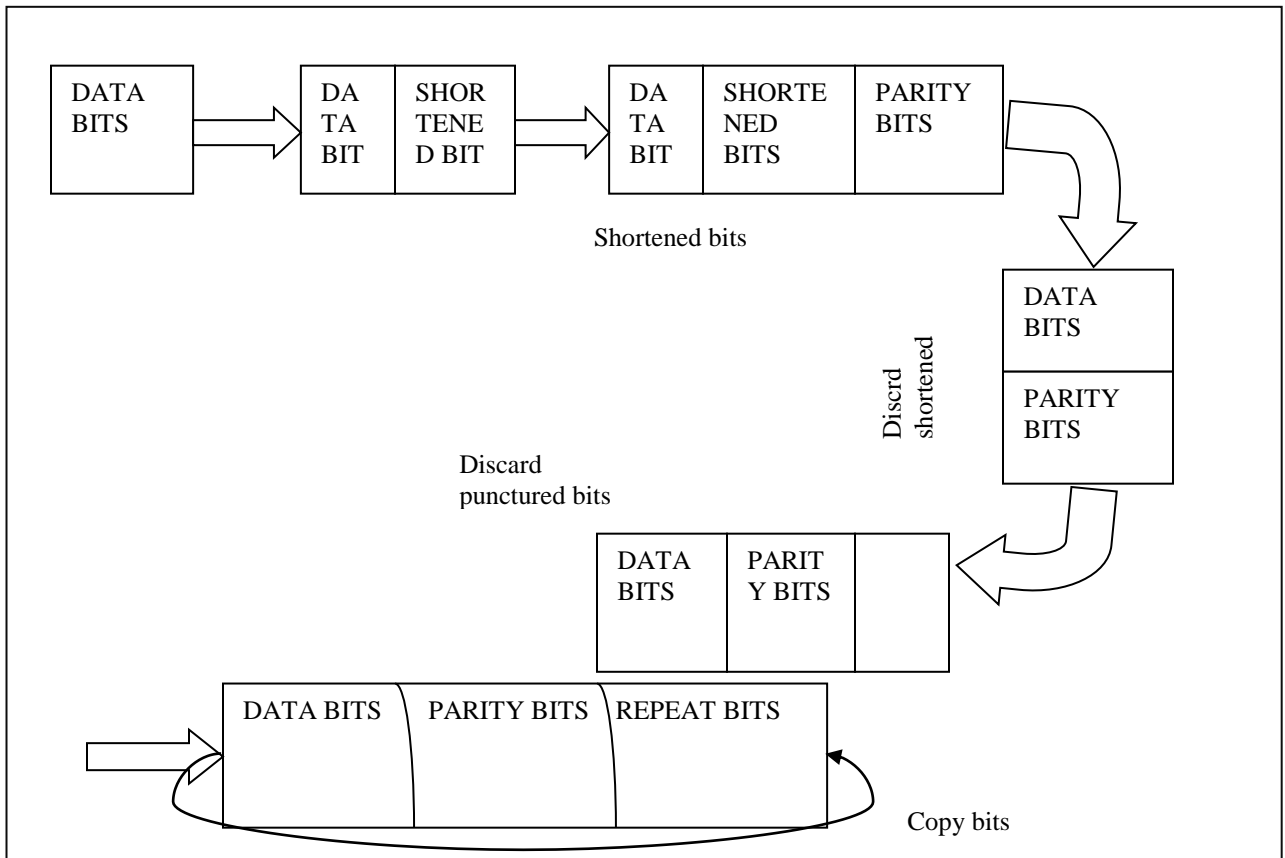 DATA
BITS
DA
TA
BIT
SHOR
TENE
D BIT
DA
TA
BIT
SHORTE
NED
BITS
PARITY
BITS
Shortened bits
DATA
BITS
PARITY
BITS
Discrd
shortened
Discard
punctured bits
DATA
BITS
PARIT
Y BITS
DATA BITS
PARITY BITS
REPEAT BITS
Copy bits